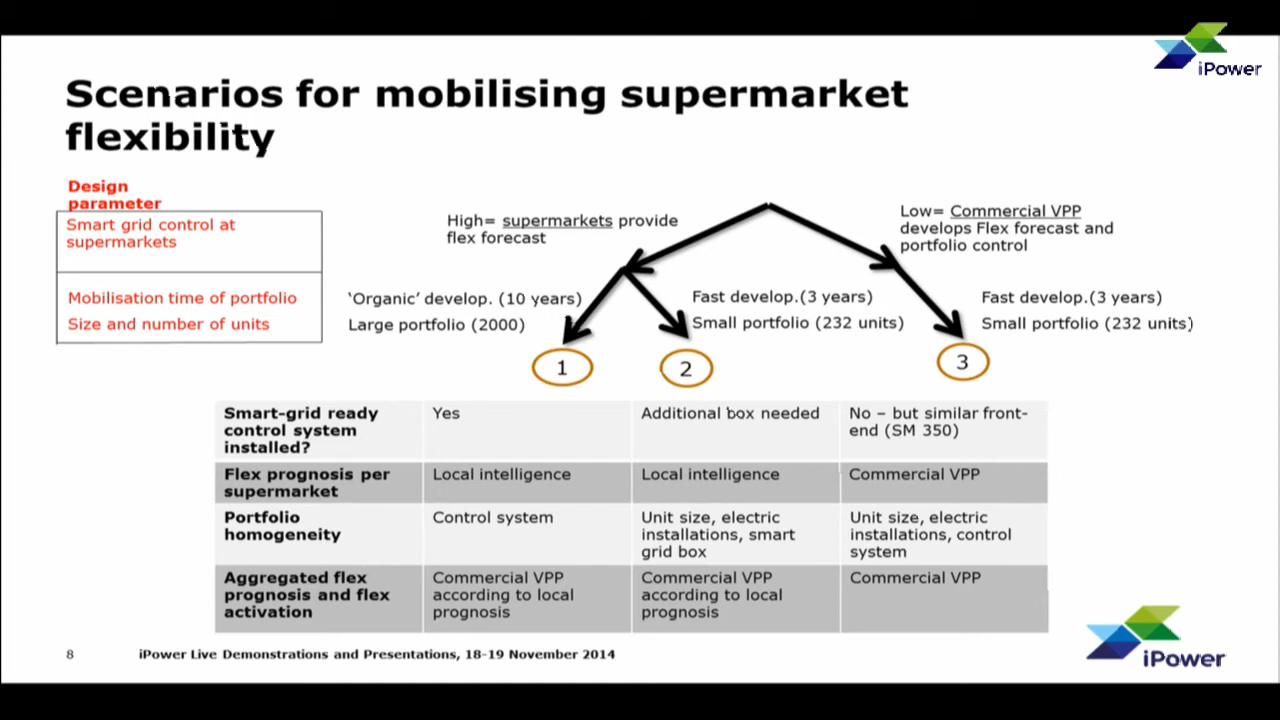 iPower
Scenarios for mobilising supermarket
flexibility
Design
parameter
Smart grid control at
supermarkets
Mobilisation time of portfolio
Size and number of units
High= supermarkets provide
flex forecast
Low= Commercial VPP
develops Flex forecast and
portfolio control
‘Organic’ develop. (10 years)
Large portfolio (2000)
Fast develop.(3 years)
Small portfolio (232 units)
Fast develop.(3 years)
Small portfolio (232 units)
1
2
3
Smart-grid ready
control system
installed?
Yes
Additional box needed
No – but similar front-
end (SM 350)
Flex prognosis per
supermarket
Local intelligence
Local intelligence
Commercial VPP
Portfolio
homogeneity
Control system
Unit size, electric
installations, smart
grid box
Unit size, electric
installations, control
system
Aggregated flex
prognosis and flex
activation
Commercial VPP
according to local
prognosis
Commercial VPP
according to local
prognosis
Commercial VPP
8
iPower Live Demonstrations and Presentations, 18-19 November 2014
iPower